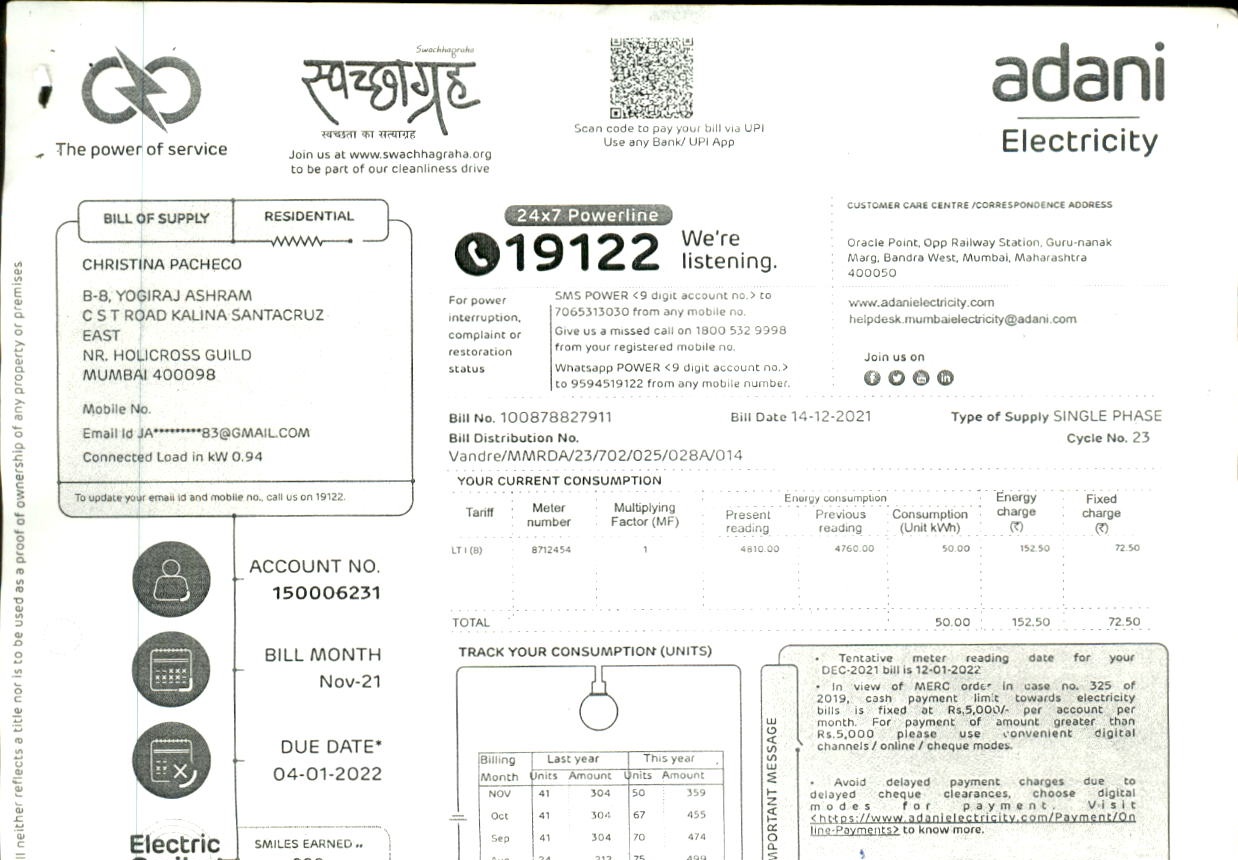 Swachhagraha
स्वच्छाग्रह
स्वच्छता का सत्याग्रह
The power of service
Join us at www.swachhagraha.org
to be part of our cleanliness drive
Scan code to pay your bill via UPI
Use any Bank/ UPI App
adani
Electricity
BILL OF SUPPLY
RESIDENTIAL
CHRISTINA PACHECO
B-8, YOGIRAJ ASHRAM
C S T ROAD KALINA SANTACRUZ
EAST
NR. HOLICROSS GUILD
MUMBAI 400098
Mobile No.
Email Id JA*********83@GMAIL.COM
Connected Load in kW 0.94
To update your email id and mobile no., call us on 19122.
24x7 Powerline
19122 We're
listening.
For power
interruption,
complaint or
restoration
status
SMS POWER <9 digit account no.> to
7065313030 from any mobile no.
Give us a missed call on 1800 532 9998
from your registered mobile no.
Whatsapp POWER <9 digit account no.>
to 9594519122 from any mobile number.
CUSTOMER CARE CENTRE /CORRESPONDENCE ADDRESS
Oracle Point, Opp Railway Station, Guru-nanak
Marg, Bandra West, Mumbai, Maharashtra
400050
www.adanielectricity.com
helpdesk.mumbaielectricity@adani.com
Join us on
Bill No. 100878827911 Bill Date 14-12-2021 Type of Supply SINGLE PHASE
Bill Distribution No. Cycle No. 23
Vandre/MMRDA/23/702/025/028A/014
YOUR CURRENT CONSUMPTION
Tariff Meter number Multiplying Factor (MF) Energy consumption Present reading Previous reading Consumption (Unit kWh) Energy charge (₹) Fixed charge (₹)
LT I (B) 8712454 1 4810.00 4760.00 50.00 152.50 72.50
TOTAL 50.00 152.50 72.50
ACCOUNT NO.
150006231
BILL MONTH
Nov-21
DUE DATE*
04-01-2022
Electric
SMILES EARNED
TRACK YOUR CONSUMPTION (UNITS)
Billing Month Last year This year
Units Amount Units Amount
NOV 41 304 50 359
Oct 41 304 67 455
Sep 41 304 70 474
IMPORTANT MESSAGE
• Tentative meter reading date for your
DEC-2021 bill is 12-01-2022
• In view of MERC order in case no. 325 of
2019, cash payment limit towards electricity
bills is fixed at Rs.5,000/- per account per
month. For payment of amount greater than
Rs.5,000 please use convenient digital
channels / online / cheque modes.
• Avoid delayed payment charges due to
delayed cheque clearances, choose digital
modes for payment. Visit
<https://www.adanielectricity.com/Payment/On
line-Payments> to know more.
ll neither reflects a title nor is to be used as a proof of ownership of any property or premises